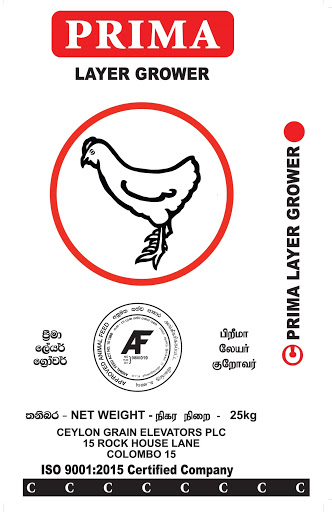 PRIMA
LAYER GROWER
PRIMA LAYER GROWER
ප්‍රිමා
ලේයර්
ග්‍රෝවර්
APPROVED ANIMAL FEED
AF
பிரீமா
லேயர்
குறோவர்
තනිබර - NET WEIGHT - நிகர நிறை - 25kg
CEYLON GRAIN ELEVATORS PLC
15 ROCK HOUSE LANE
COLOMBO 15
ISO 9001:2015 Certified Company
C C C C C C C C